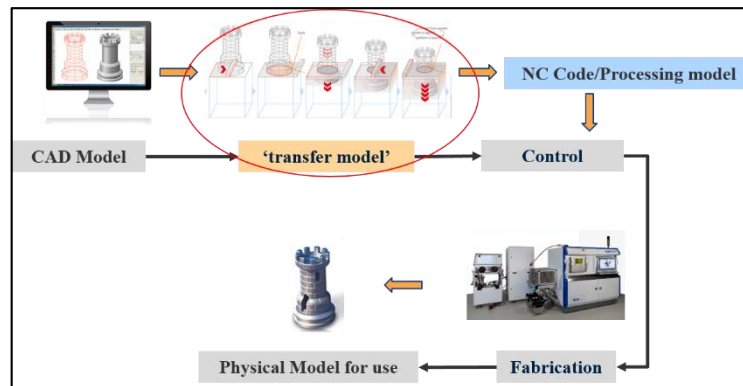 NC Code/Processing model
CAD Model
‘transfer model’
Control
Physical Model for use
Fabrication